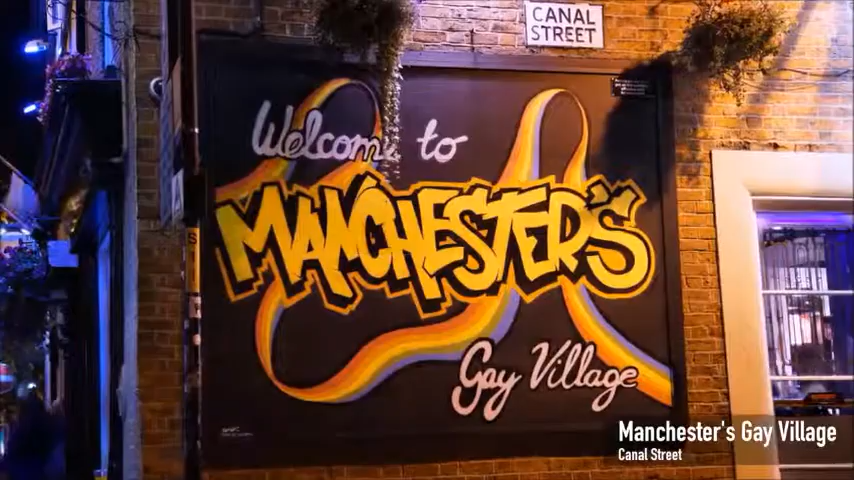 CANAL
STREET
Welcome to
MANCHESTER'S
Gay Village
Manchester's Gay Village
Canal Street